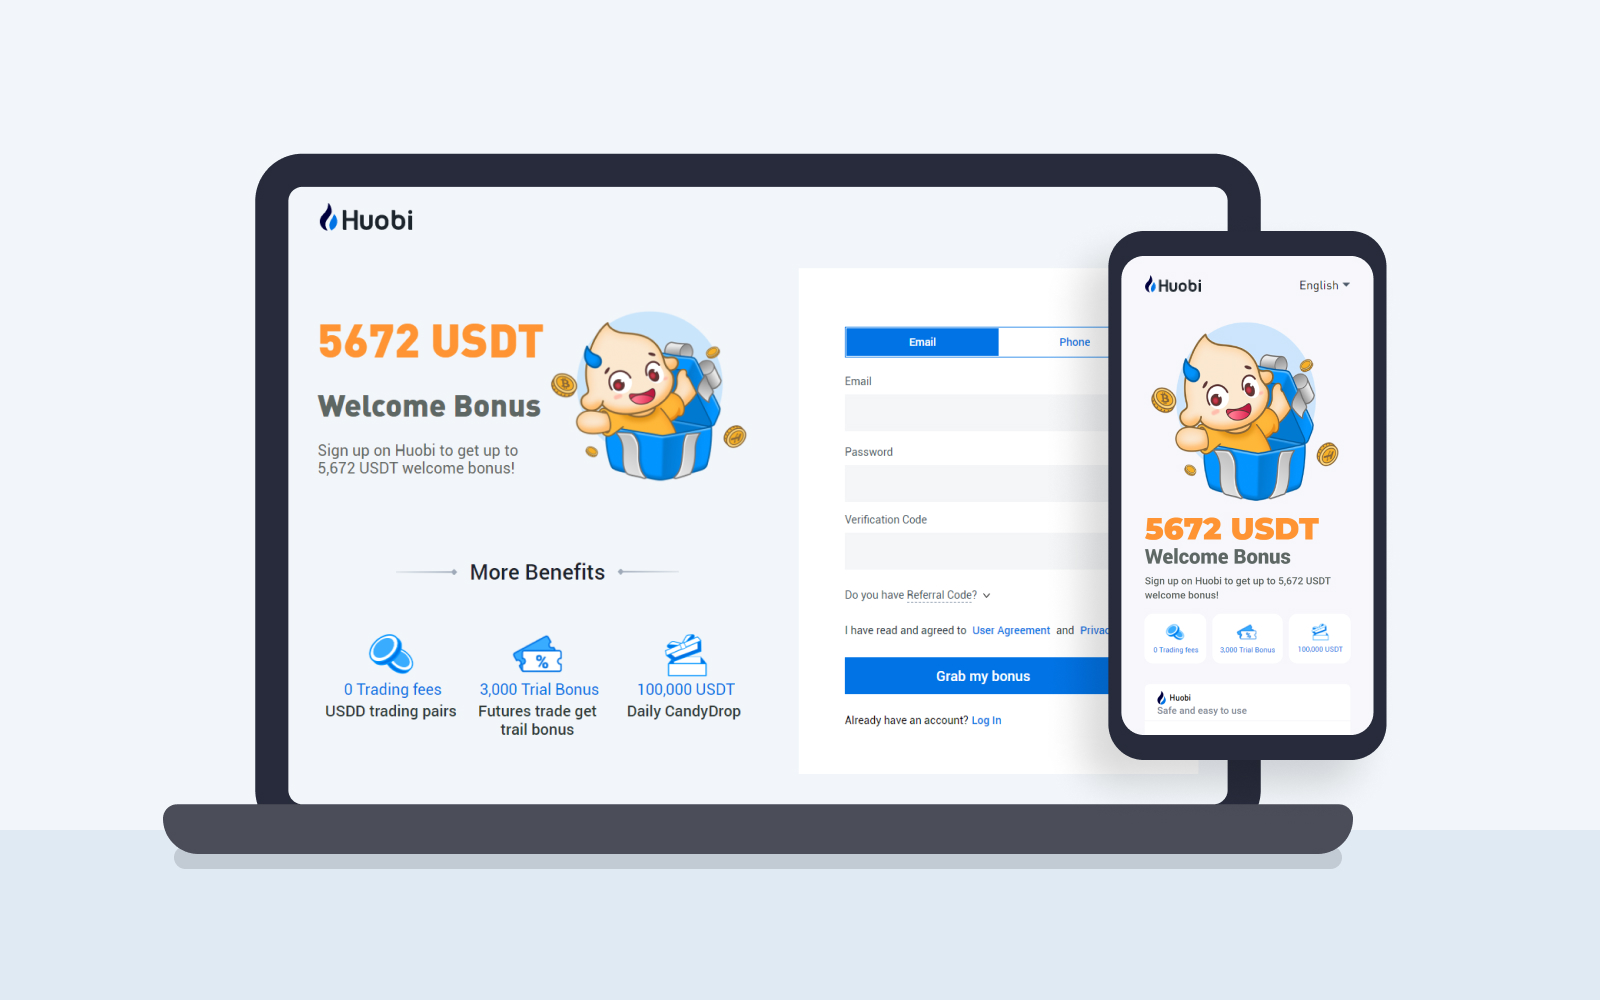 Huobi
5672 USDT
Welcome Bonus
Sign up on Huobi to get up to
5,672 USDT welcome bonus!
More Benefits
0 Trading fees
USDD trading pairs
3,000 Trial Bonus
Futures trade get
trail bonus
100,000 USDT
Daily CandyDrop
Email
Phone
Email
Password
Verification Code
Do you have Referral Code?
I have read and agreed to User Agreement and Privac
Grab my bonus
Already have an account? Log In
Huobi
English
5672 USDT
Welcome Bonus
Sign up on Huobi to get up to 5,672 USDT
welcome bonus!
0 Trading fees
3,000 Trial Bonus
100,000 USDT
Huobi
Safe and easy to use